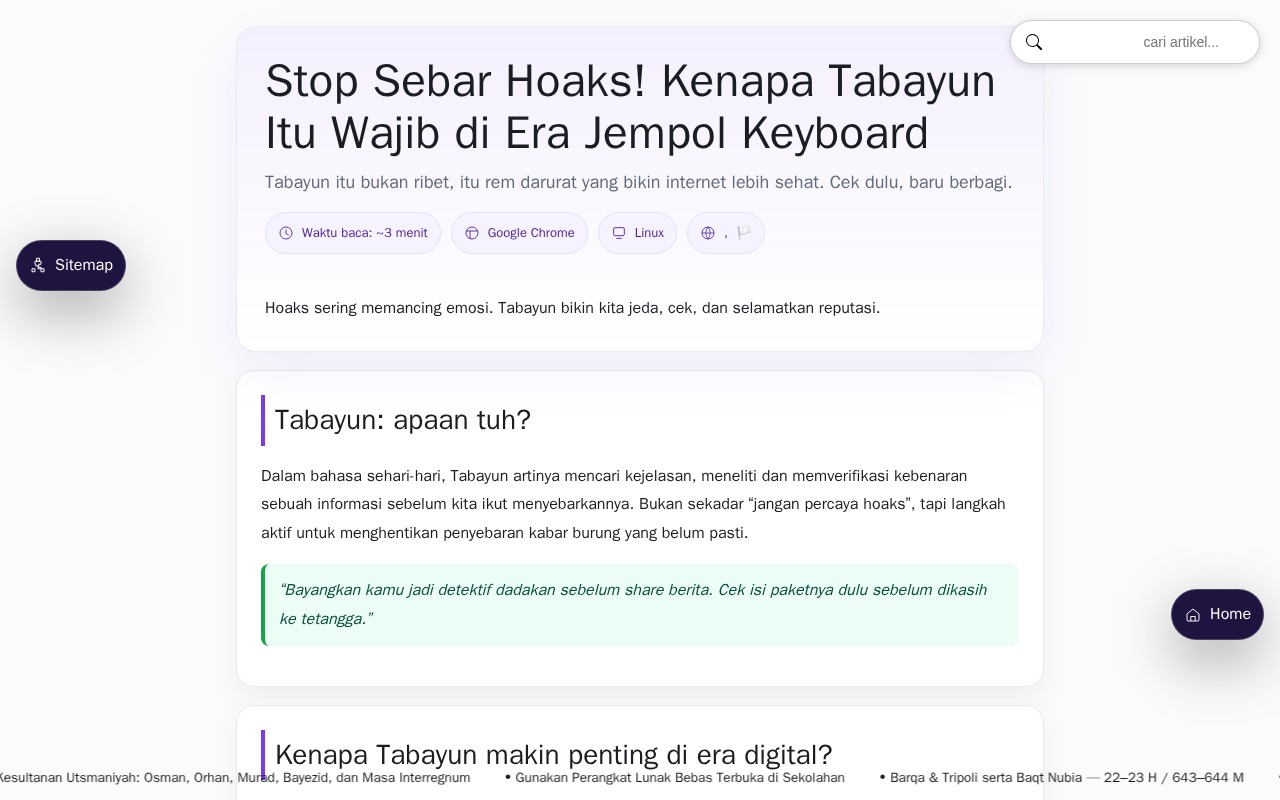 cari artikel...
Stop Sebar Hoaks! Kenapa Tabayun
Itu Wajib di Era Jempol Keyboard
Tabayun itu bukan ribet, itu rem darurat yang bikin internet lebih sehat. Cek dulu, baru berbagi.
Waktu baca: ~3 menit
Google Chrome
Linux
,
Sitemap
Hoaks sering memancing emosi. Tabayun bikin kita jeda, cek, dan selamatkan reputasi.
Tabayun: apaan tuh?
Dalam bahasa sehari-hari, Tabayun artinya mencari kejelasan, meneliti dan memverifikasi kebenaran
sebuah informasi sebelum kita ikut menyebarkannya. Bukan sekadar “jangan percaya hoaks”, tapi langkah
aktif untuk menghentikan penyebaran kabar burung yang belum pasti.
“Bayangkan kamu jadi detektif dadakan sebelum share berita. Cek isi paketnya dulu sebelum dikasih
ke tetangga.”
Home
Kenapa Tabayun makin penting di era digital?
Kesultanan Utsmaniyah: Osman, Orhan, Murad, Bayezid, dan Masa Interregnum • Gunakan Perangkat Lunak Bebas Terbuka di Sekolahan • Barqa & Tripoli serta Baqt Nubia — 22–23 H / 643–644 M